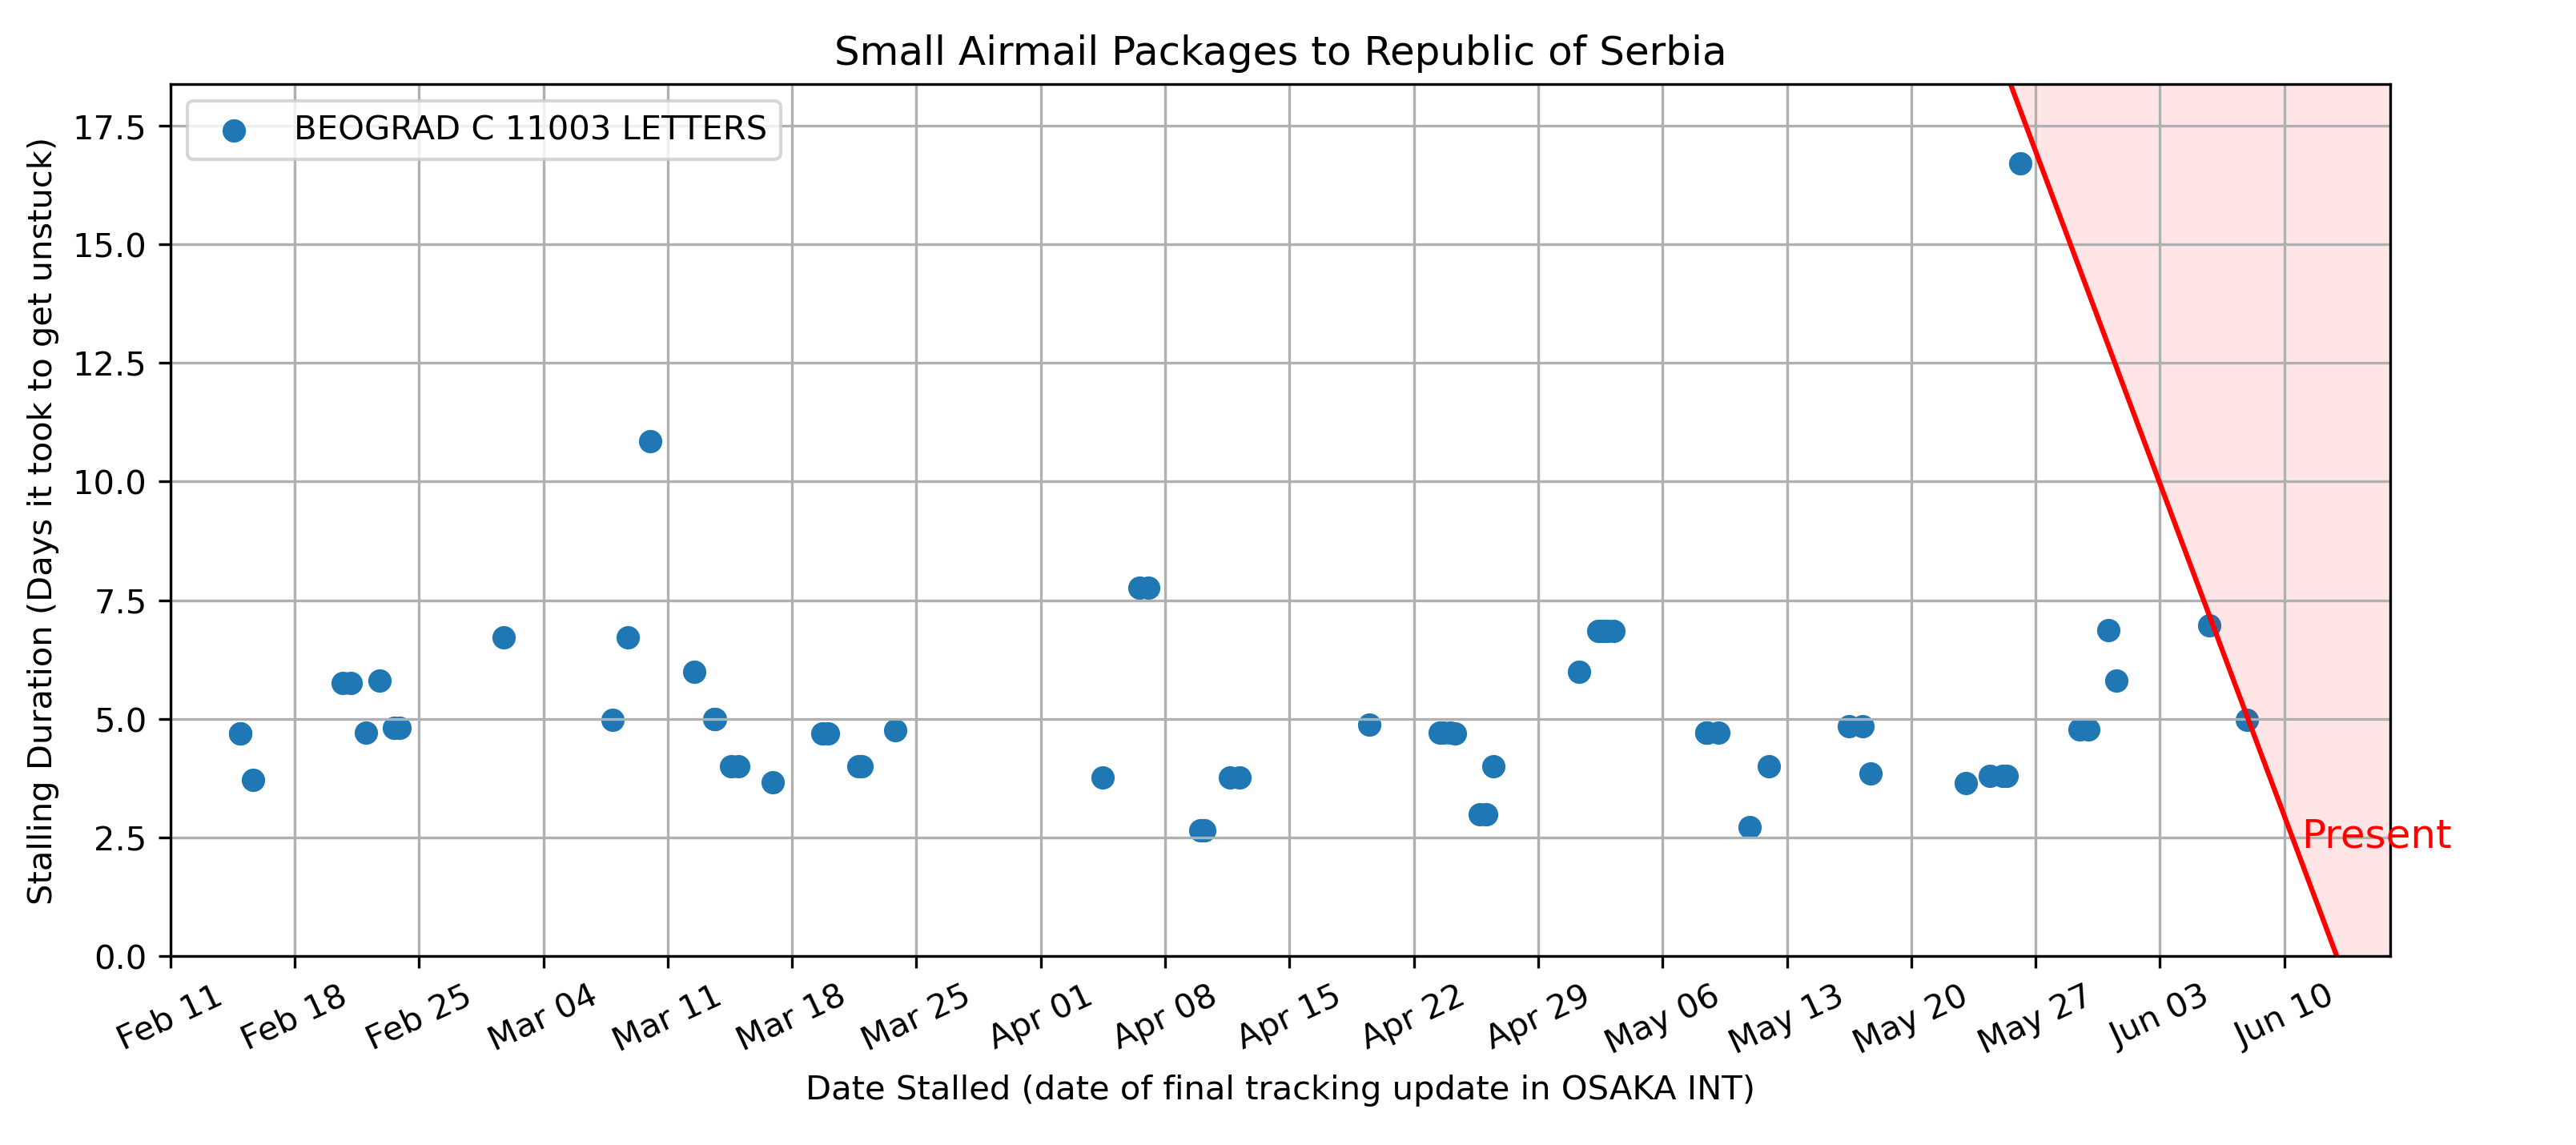 Small Airmail Packages to Republic of Serbia
BEOGRAD C 11003 LETTERS
Stalling Duration (Days it took to get unstuck)
17.5
15.0
12.5
10.0
7.5
5.0
2.5
0.0
Present
Feb 11
Feb 18
Feb 25
Mar 04
Mar 11
Mar 18
Mar 25
Apr 01
Apr 08
Apr 15
Apr 22
Apr 29
May 06
May 13
May 20
May 27
Jun 03
Jun 10
Date Stalled (date of final tracking update in OSAKA INT)